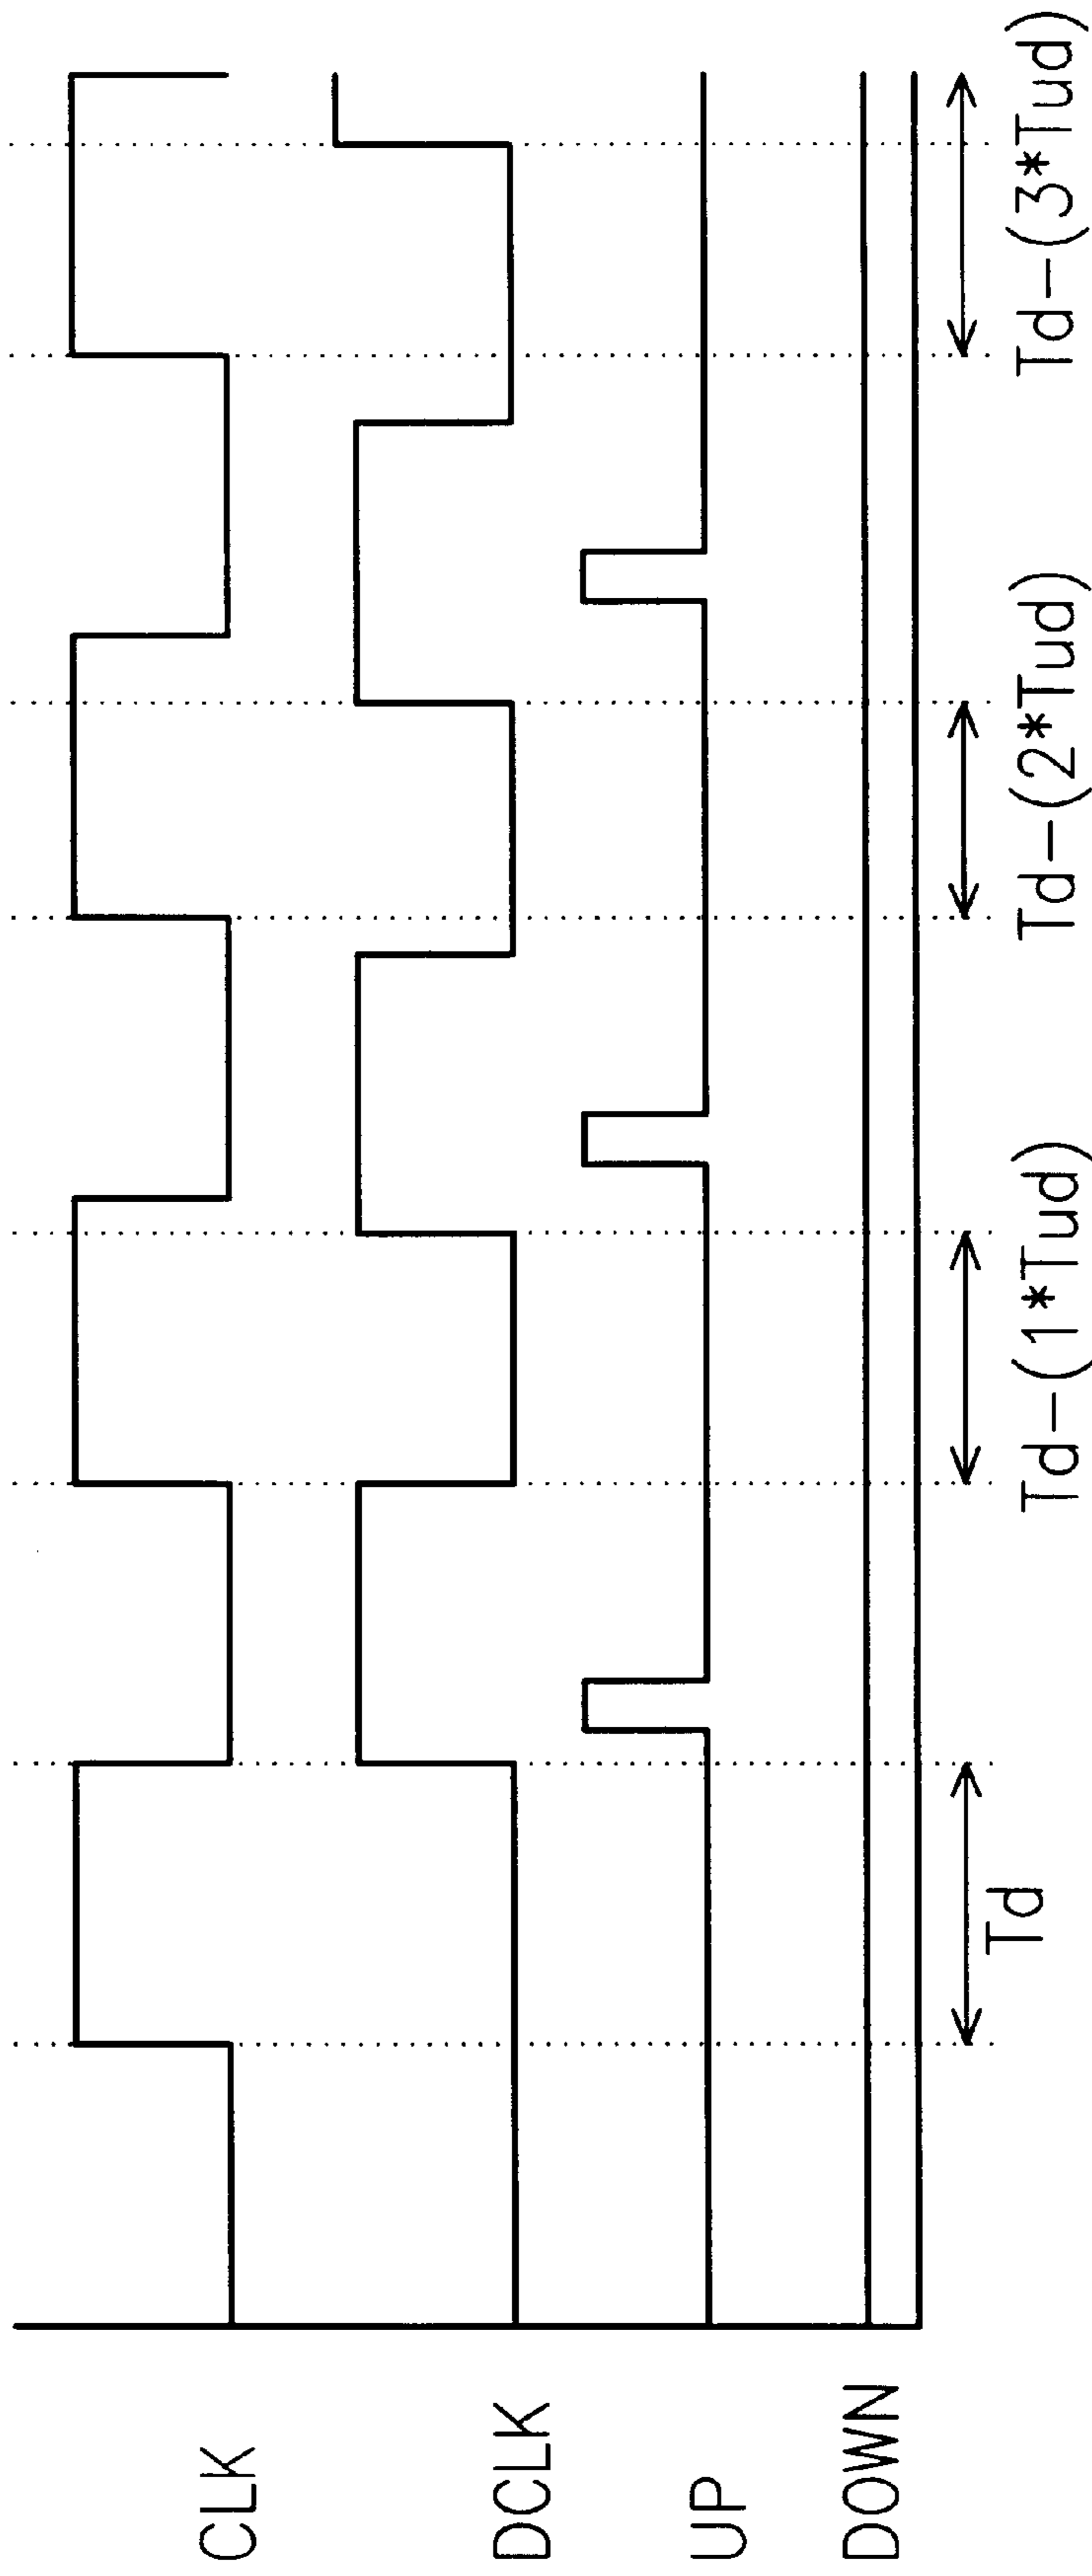 CLK
DCLK
UP
DOWN
Td
Td-(1*Tud)
Td-(2*Tud)
Td-(3*Tud)